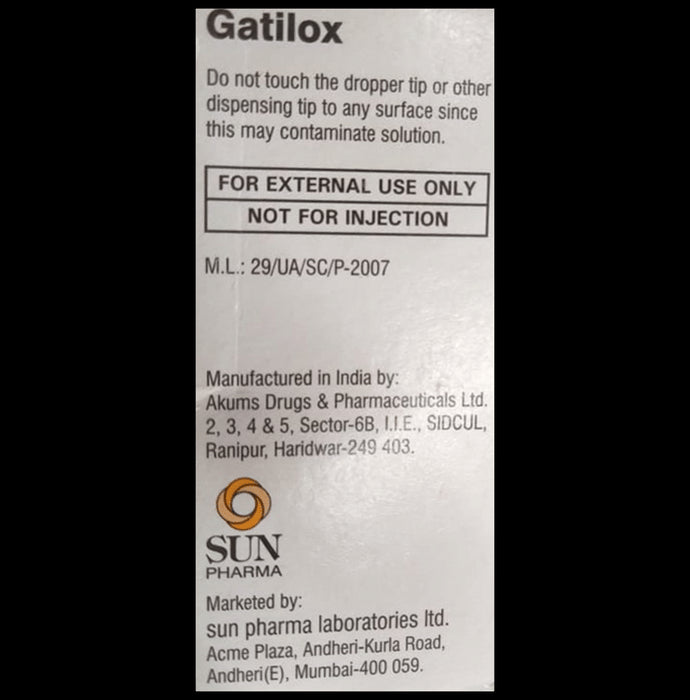 Gatilox
Do not touch the dropper tip or other
dispensing tip to any surface since
this may contaminate solution.
FOR EXTERNAL USE ONLY
NOT FOR INJECTION
M.L.: 29/UA/SC/P-2007
Manufactured in India by:
Akums Drugs & Pharmaceuticals Ltd.
2, 3, 4 & 5, Sector-6B, I.I.E., SIDCUL,
Ranipur, Haridwar-249 403.
SUN
PHARMA
Marketed by:
sun pharma laboratories ltd.
Acme Plaza, Andheri-Kurla Road,
Andheri(E), Mumbai-400 059.